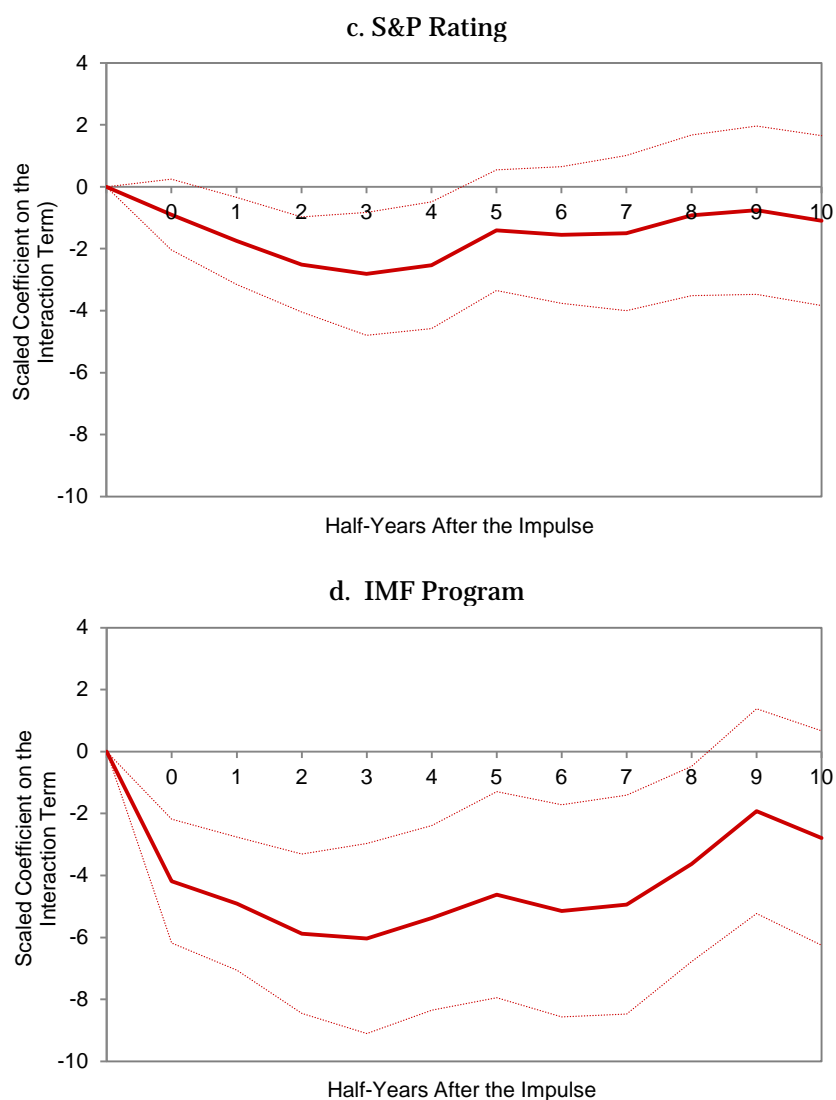 c. S&P Rating
4
2
0
-2
-4
-6
-8
-10
0 1 2 3 4 5 6 7 8 9 10
Scaled Coefficient on the
Interaction Term)
Half-Years After the Impulse
d. IMF Program
4
2
0
-2
-4
-6
-8
-10
0 1 2 3 4 5 6 7 8 9 10
Scaled Coefficient on the
Interaction Term
Half-Years After the Impulse